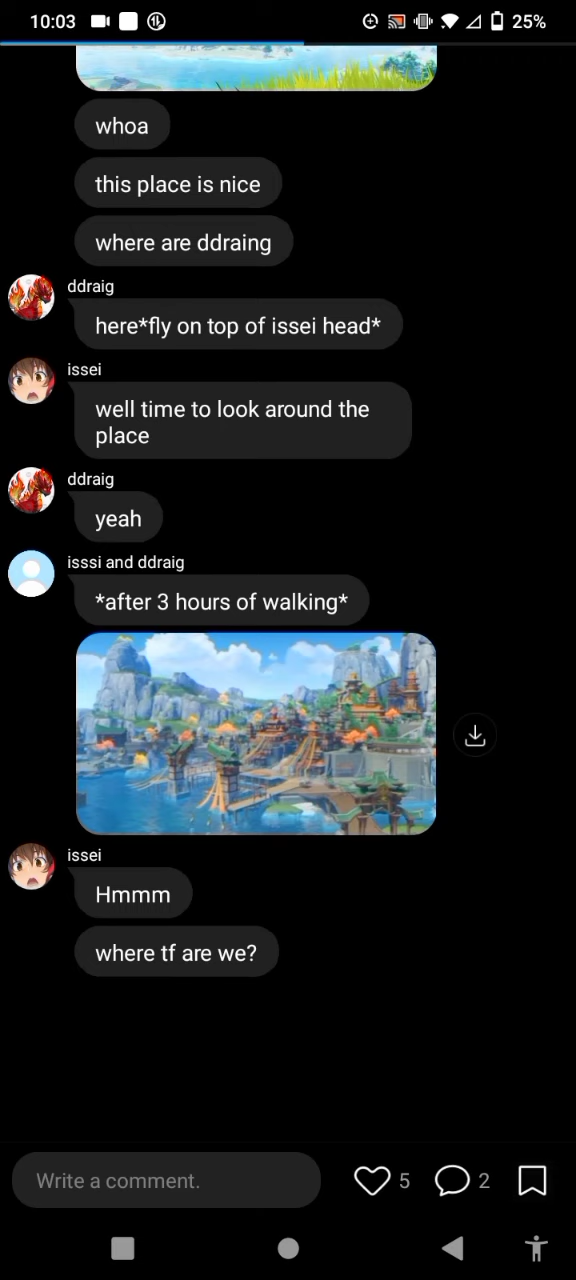 10:03
25%
whoa
this place is nice
where are ddraing
ddraig
here*fly on top of issei head*
issei
well time to look around the
place
ddraig
yeah
isssi and ddraig
*after 3 hours of walking*
issei
Hmmm
where tf are we?
Write a comment.
5
2